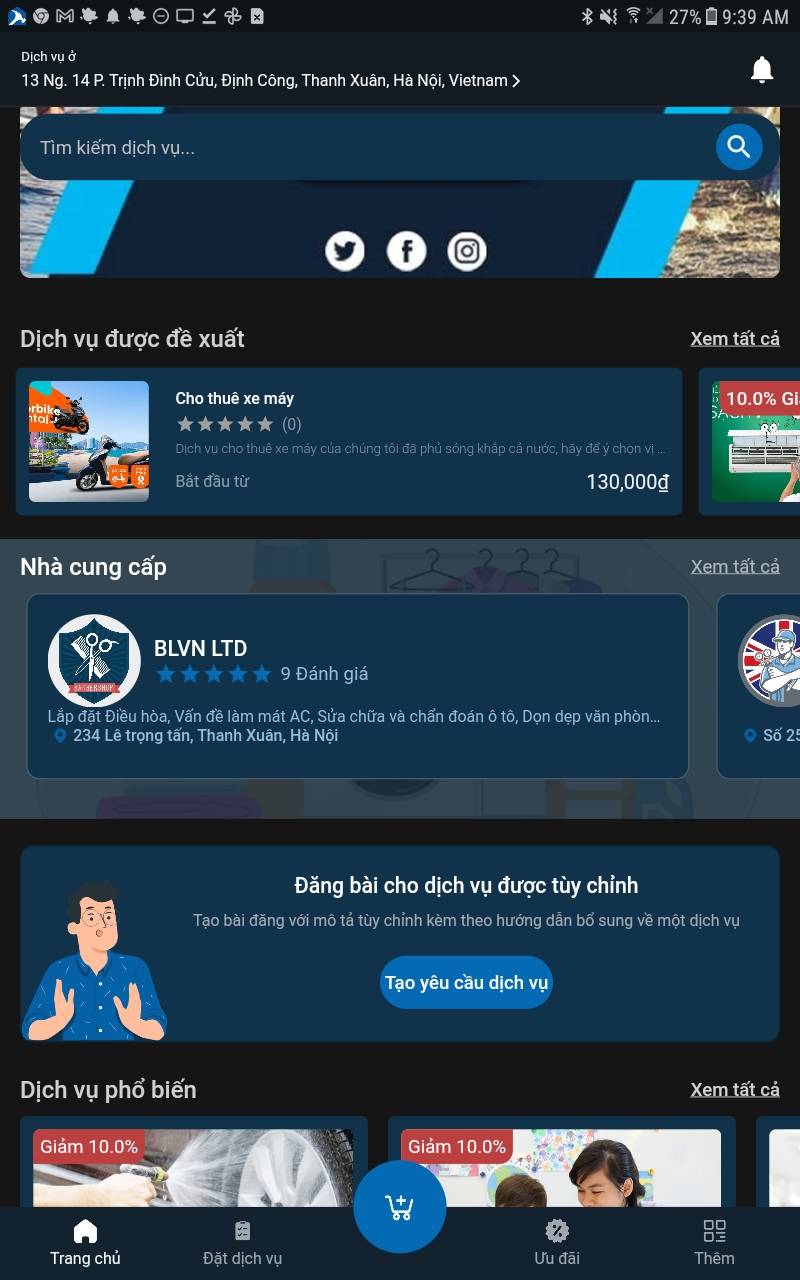 27% 9:39 AM
Dịch vụ ở
13 Ng. 14 P. Trịnh Đình Cửu, Định Công, Thanh Xuân, Hà Nội, Vietnam
Tìm kiếm dịch vụ...
Dịch vụ được đề xuất
Xem tất cả
Cho thuê xe máy
(0)
Dịch vụ cho thuê xe máy của chúng tôi đã phủ sóng khắp cả nước, hãy để ý chọn vị ...
Bắt đầu từ
130,000₫
10.0% Gi
Nhà cung cấp
Xem tất cả
BARBERSHOP
BLVN LTD
9 Đánh giá
Lắp đặt Điều hòa, Vấn đề làm mát AC, Sửa chữa và chẩn đoán ô tô, Dọn dẹp văn phòn...
234 Lê trọng tấn, Thanh Xuân, Hà Nội
Số 25
Đăng bài cho dịch vụ được tùy chỉnh
Tạo bài đăng với mô tả tùy chỉnh kèm theo hướng dẫn bổ sung về một dịch vụ
Tạo yêu cầu dịch vụ
Dịch vụ phổ biến
Xem tất cả
Giảm 10.0%
Giảm 10.0%
Trang chủ
Đặt dịch vụ
Ưu đãi
Thêm